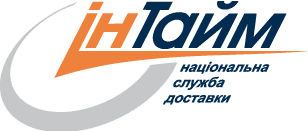 інТайм
національна
служба
доставки